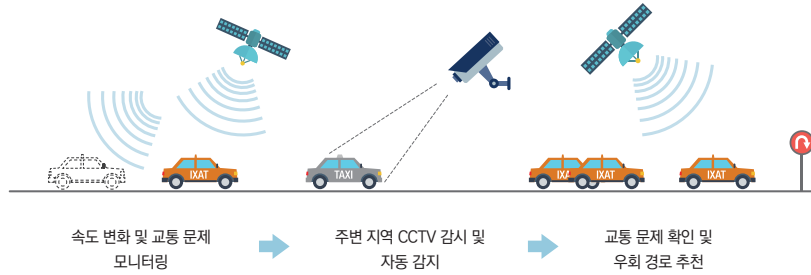 IXAT
TAXI
IXAT
IXAT
속도 변화 및 교통 문제
모니터링
주변 지역 CCTV 감시 및
자동 감지
교통 문제 확인 및
우회 경로 추천